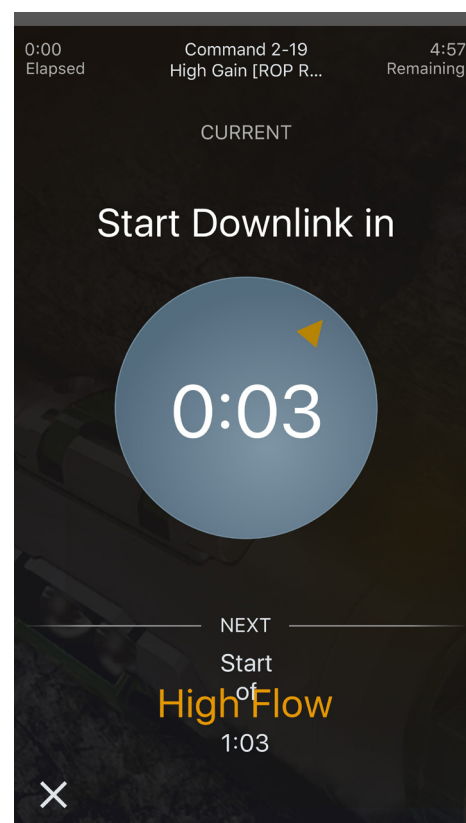 0:00
Elapsed
Command 2-19
High Gain [ROP R...
4:57
Remaining
CURRENT
Start Downlink in
0:03
NEXT
Start
of
High Flow
1:03